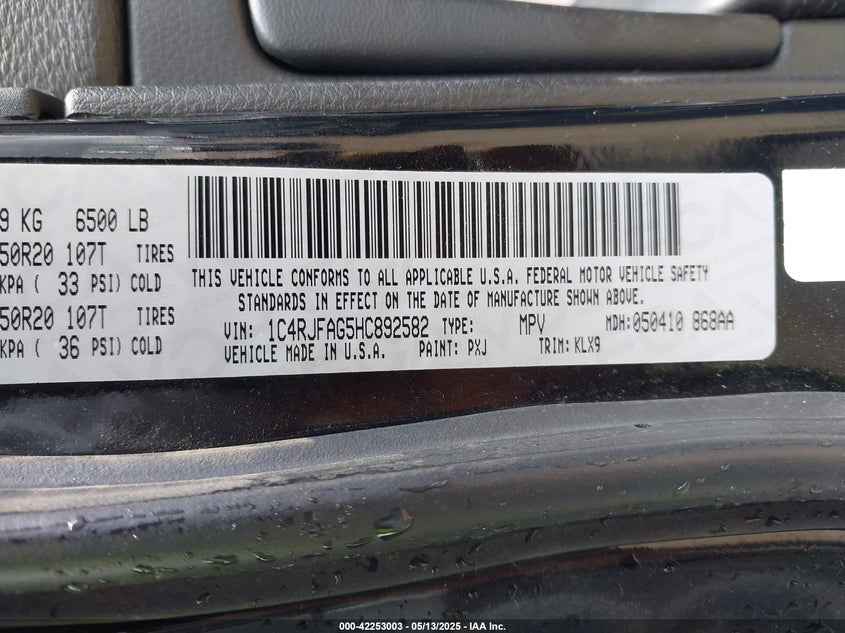 9 KG 6500 LB
50R20 107T TIRES
KPA ( 33 PSI) COLD
50R20 107T TIRES
KPA ( 36 PSI) COLD
THIS VEHICLE CONFORMS TO ALL APPLICABLE U.S.A. FEDERAL MOTOR VEHICLE SAFETY
STANDARDS IN EFFECT ON THE DATE OF MANUFACTURE SHOWN ABOVE.
VIN: 1C4RJFAG5HC892582 TYPE: MPV MDH: 050410 868AA
VEHICLE MADE IN U.S.A. PAINT: PXJ TRIM: KLX9
000-42253003 — 05/13/2025 — IAA Inc.